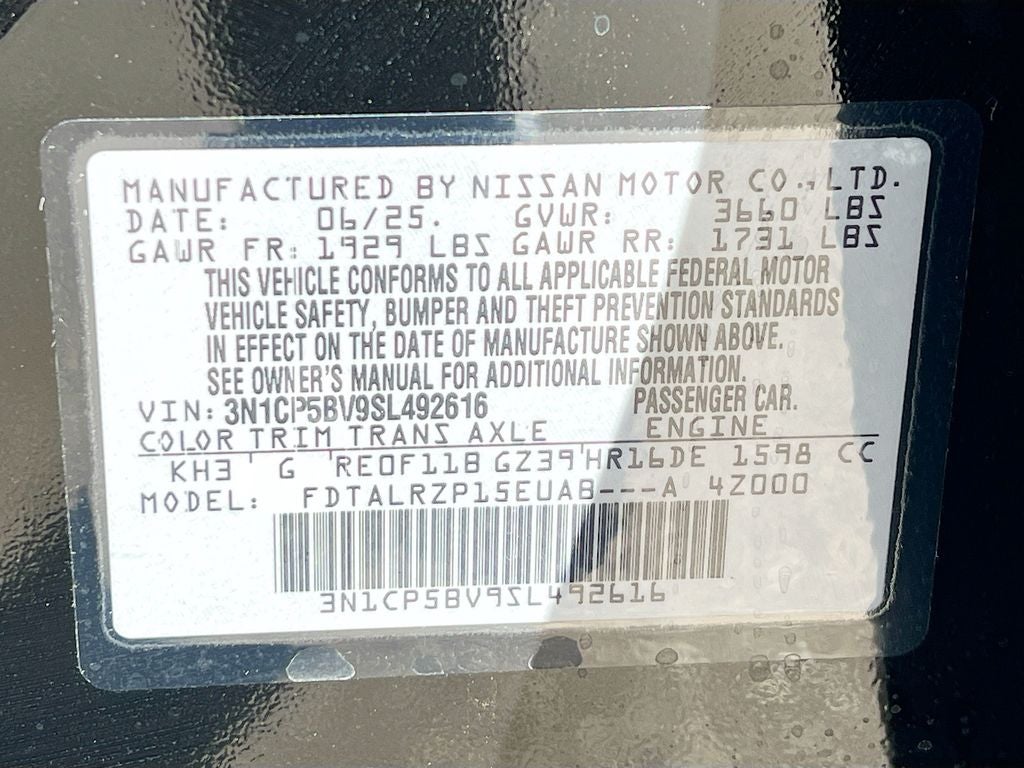 MANUFACTURED BY NISSAN MOTOR CO., LTD.
DATE: 06/25. GVWR: 3660 LBS
GAWR FR: 1929 LBS GAWR RR: 1731 LBS
THIS VEHICLE CONFORMS TO ALL APPLICABLE FEDERAL MOTOR
VEHICLE SAFETY, BUMPER AND THEFT PREVENTION STANDARDS
IN EFFECT ON THE DATE OF MANUFACTURE SHOWN ABOVE.
SEE OWNER'S MANUAL FOR ADDITIONAL INFORMATION.
VIN: 3N1CP5BV9SL492616 PASSENGER CAR.
COLOR TRIM TRANS AXLE ENGINE
KH3 G RE0F11B GZ39 HR16DE 1598 CC
MODEL: FDTALRZP15EUAB---A 4Z000
3N1CP5BV9SL492616